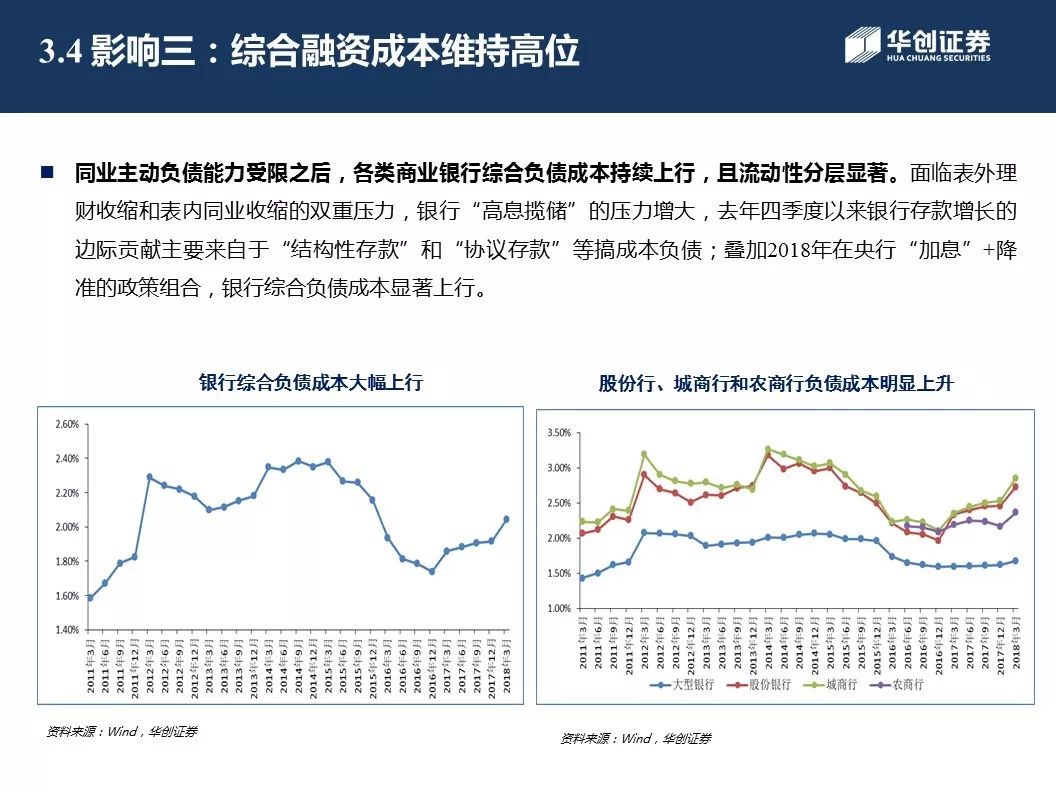 3.4 影响三：综合融资成本维持高位
华创证券
HUA CHUANG SECURITIES
■ 同业主动负债能力受限之后，各类商业银行综合负债成本持续上行，且流动性分层显著。面临表外理
财收缩和表内同业收缩的双重压力，银行“高息揽储”的压力增大，去年四季度以来银行存款增长的
边际贡献主要来自于“结构性存款”和“协议存款”等搞成本负债；叠加2018年在央行“加息”+降
准的政策组合，银行综合负债成本显著上行。
银行综合负债成本大幅上行
2.60%
2.40%
2.20%
2.00%
1.80%
1.60%
1.40%
2011年3月
2011年6月
2011年9月
2011年12月
2012年3月
2012年6月
2012年9月
2012年12月
2013年3月
2013年6月
2013年9月
2013年12月
2014年3月
2014年6月
2014年9月
2014年12月
2015年3月
2015年6月
2015年9月
2015年12月
2016年3月
2016年6月
2016年9月
2016年12月
2017年3月
2017年6月
2017年9月
2017年12月
2018年3月
资料来源：Wind，华创证券
股份行、城商行和农商行负债成本明显上升
3.50%
3.00%
2.50%
2.00%
1.50%
1.00%
2011年3月
2011年6月
2011年9月
2011年12月
2012年3月
2012年6月
2012年9月
2012年12月
2013年3月
2013年6月
2013年9月
2013年12月
2014年3月
2014年6月
2014年9月
2014年12月
2015年3月
2015年6月
2015年9月
2015年12月
2016年3月
2016年6月
2016年9月
2016年12月
2017年3月
2017年6月
2017年9月
2017年12月
2018年3月
大型银行 股份银行 城商行 农商行
资料来源：Wind，华创证券